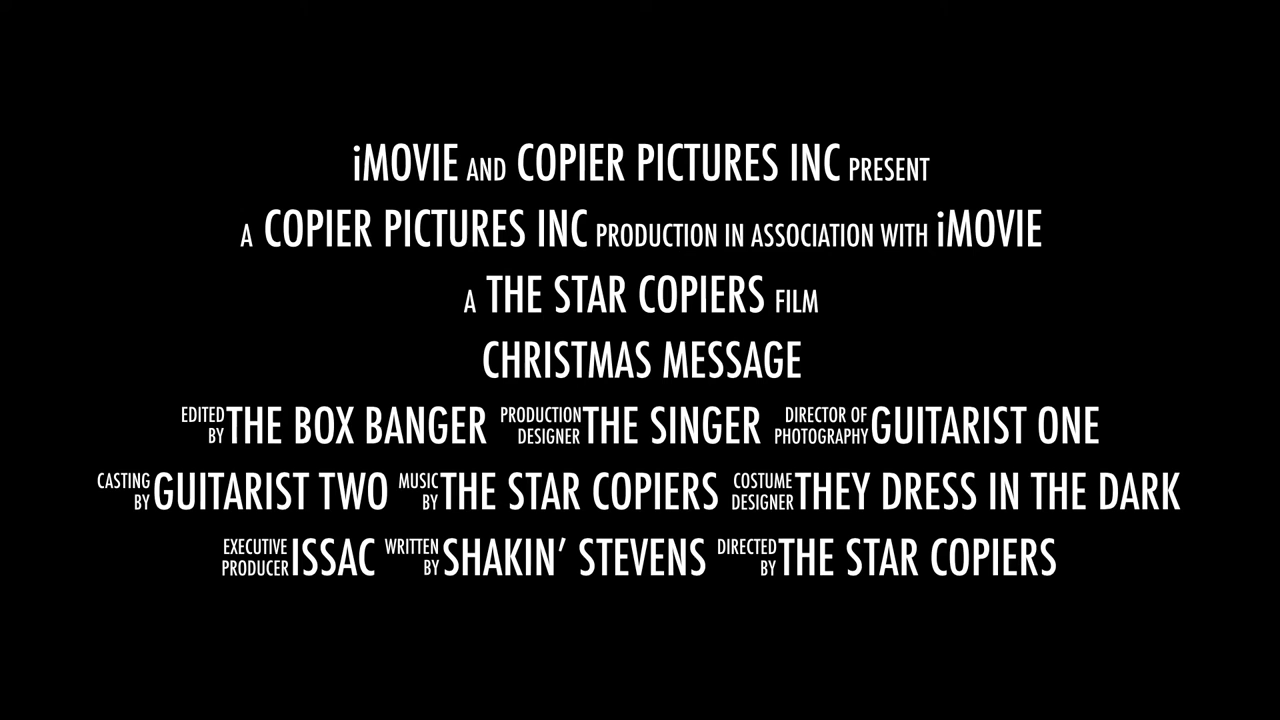 iMOVIE AND COPIER PICTURES INC PRESENT
A COPIER PICTURES INC PRODUCTION IN ASSOCIATION WITH iMOVIE
A THE STAR COPIERS FILM
CHRISTMAS MESSAGE
EDITED BY THE BOX BANGER PRODUCTION DESIGNER THE SINGER DIRECTOR OF PHOTOGRAPHY GUITARIST ONE
CASTING BY GUITARIST TWO MUSIC BY THE STAR COPIERS COSTUME DESIGNER THEY DRESS IN THE DARK
EXECUTIVE PRODUCER ISSAC WRITTEN BY SHAKIN’ STEVENS DIRECTED BY THE STAR COPIERS